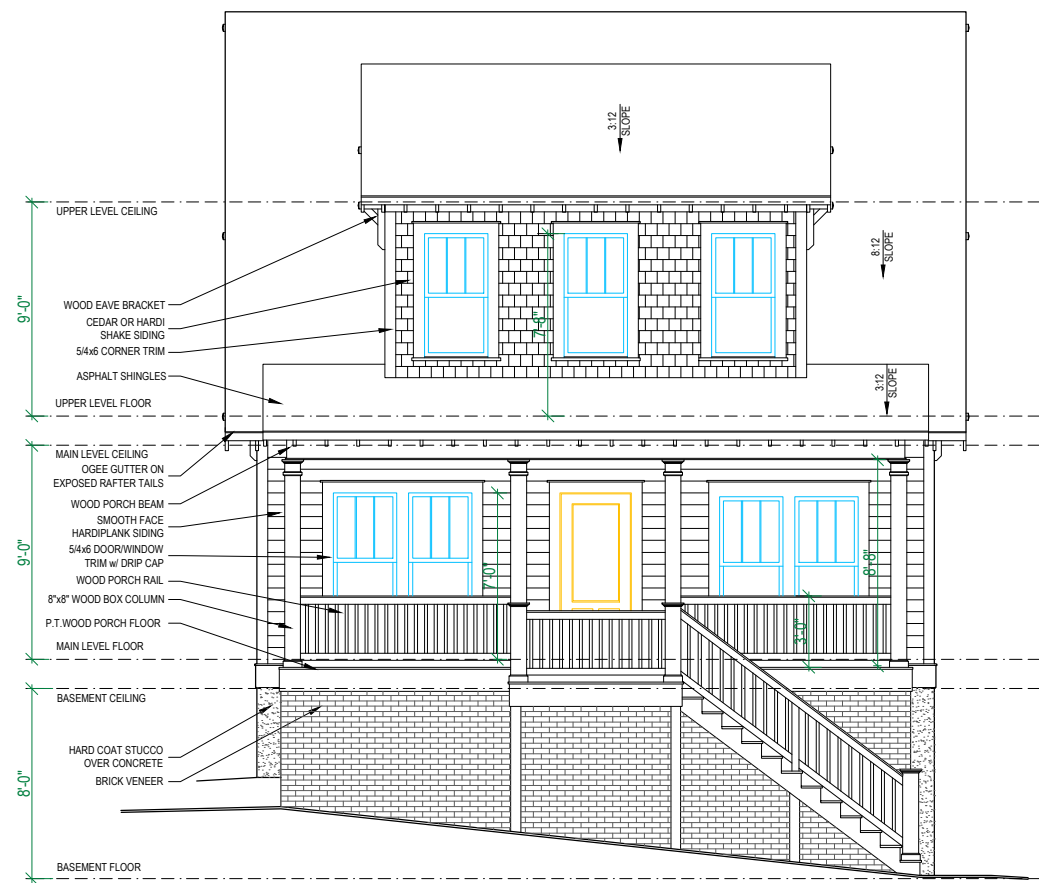 3:12
SLOPE
UPPER LEVEL CEILING
8:12
SLOPE
9'-0"
WOOD EAVE BRACKET
CEDAR OR HARDI
SHAKE SIDING
7'-8"
5/4x6 CORNER TRIM
ASPHALT SHINGLES
3:12
SLOPE
UPPER LEVEL FLOOR
MAIN LEVEL CEILING
OGEE GUTTER ON
EXPOSED RAFTER TAILS
WOOD PORCH BEAM
SMOOTH FACE
HARDIPLANK SIDING
9'-0"
5/4x6 DOOR/WINDOW
TRIM w/ DRIP CAP
7'-0"
8'-8"
WOOD PORCH RAIL
8"x8" WOOD BOX COLUMN
P.T.WOOD PORCH FLOOR
3'-0"
MAIN LEVEL FLOOR
BASEMENT CEILING
HARD COAT STUCCO
OVER CONCRETE
BRICK VENEER
8'-0"
BASEMENT FLOOR